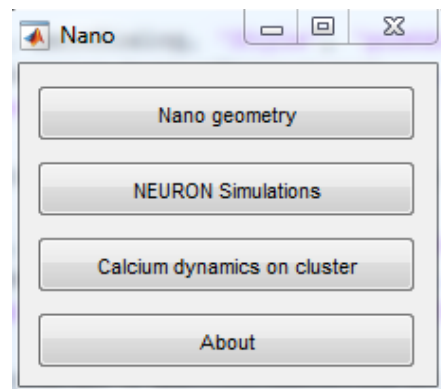 Nano
Nano geometry
NEURON Simulations
Calcium dynamics on cluster
About